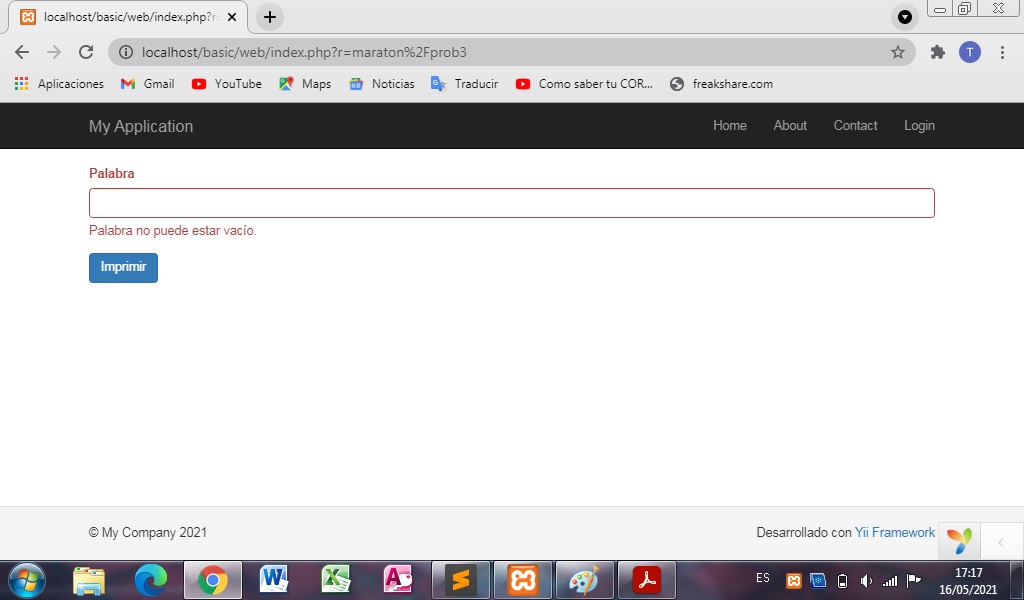 localhost/basic/web/index.php?r=
localhost/basic/web/index.php?r=maraton%2Fprob3
T
Aplicaciones Gmail YouTube Maps Noticias Traducir Como saber tu COR... freakshare.com
My Application Home About Contact Login
Palabra
Palabra no puede estar vacío.
Imprimir
© My Company 2021 Desarrollado con Yii Framework
ES 17:17
16/05/2021